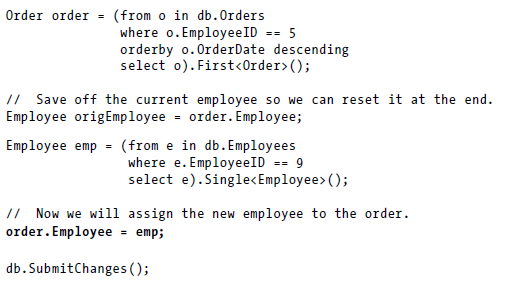 Order order = (from o in db.Orders
where o.EmployeeID == 5
orderby o.OrderDate descending
select o).First<Order>();
//  Save off the current employee so we can reset it at the end.
Employee origEmployee = order.Employee;
Employee emp = (from e in db.Employees
where e.EmployeeID == 9
select e).Single<Employee>();
//  Now we will assign the new employee to the order.
order.Employee = emp;
db.SubmitChanges();